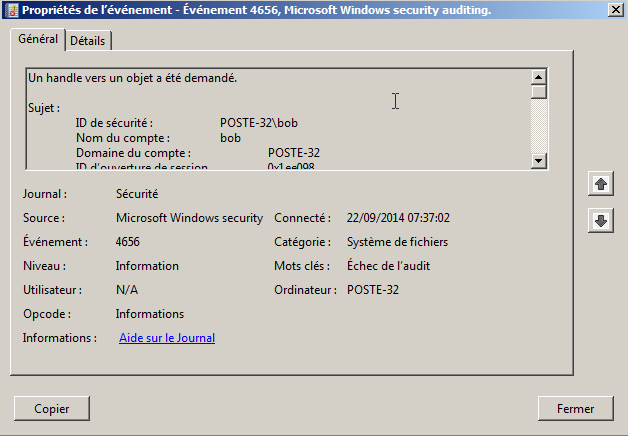 Propriétés de l'événement - Événement 4656, Microsoft Windows security auditing.
Général Détails
Un handle vers un objet a été demandé.
Sujet :
ID de sécurité : POSTE-32\bob
Nom du compte : bob
Domaine du compte : POSTE-32
ID d'ouverture de session 0x1ee098
Journal : Sécurité
Source : Microsoft Windows security Connecté : 22/09/2014 07:37:02
Événement : 4656 Catégorie : Système de fichiers
Niveau : Information Mots clés : Échec de l'audit
Utilisateur : N/A Ordinateur : POSTE-32
Opcode : Informations
Informations : Aide sur le Journal
Copier Fermer